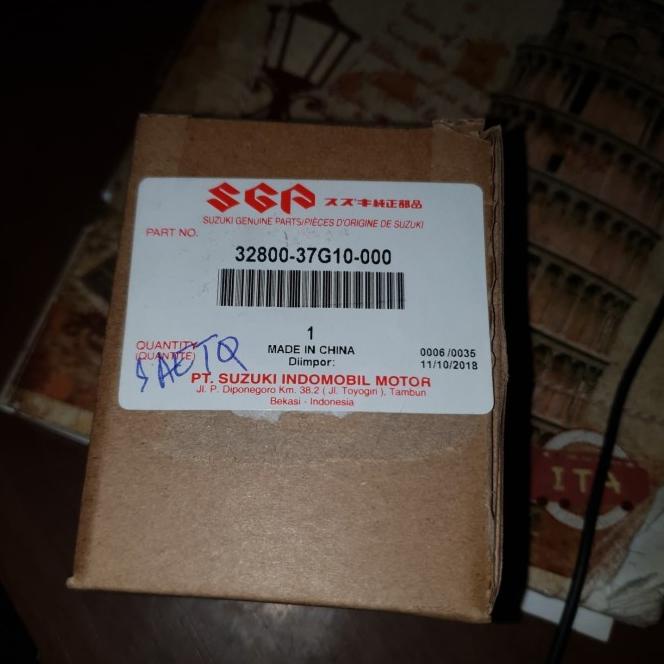 SGP スズキ純正部品
SUZUKI GENUINE PARTS/PIÈCES D'ORIGINE DE SUZUKI
PART NO.
32800-37G10-000
1
QUANTITY
(QUANTITÉ)
MADE IN CHINA
0006 /0035
Diimpor:
11/10/2018
PT. SUZUKI INDOMOBIL MOTOR
Jl. P. Diponegoro Km. 38.2 ( Jl. Toyogiri ), Tambun
Bekasi - Indonesia
ITA